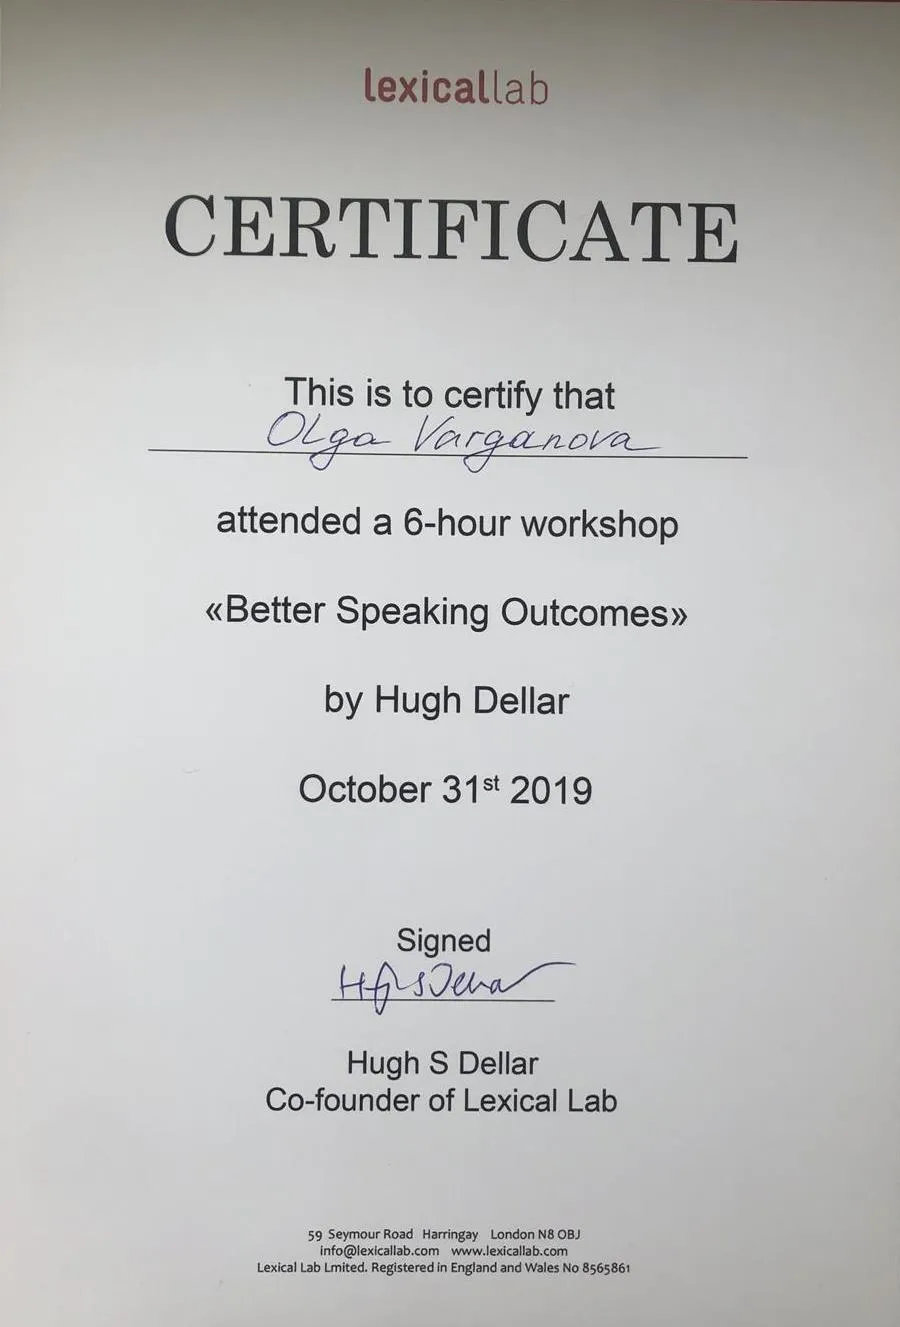 lexicallab
CERTIFICATE
This is to certify that
Olga Varganova
attended a 6-hour workshop
«Better Speaking Outcomes»
by Hugh Dellar
October 31st 2019
Signed
Hugh S Dellar
Co-founder of Lexical Lab
59 Seymour Road Harringay London N8 0BJ
info@lexicallab.com www.lexicallab.com
Lexical Lab Lmited. Registered in England and Wales No 8565861